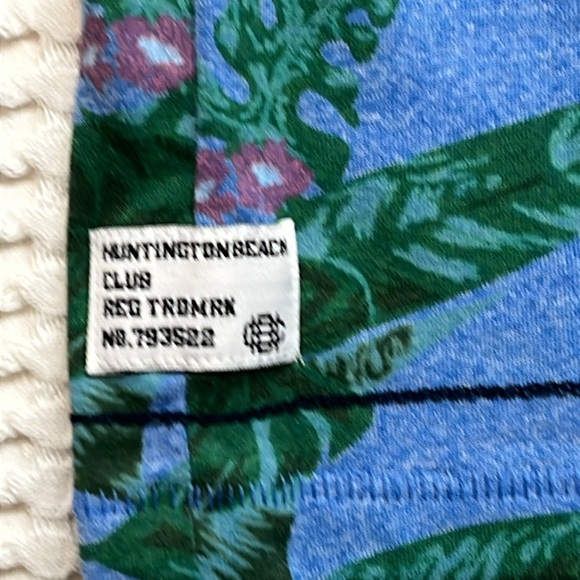 HUNTINGTON BEACH
CLUB
REG TRDMRK
NO.793522